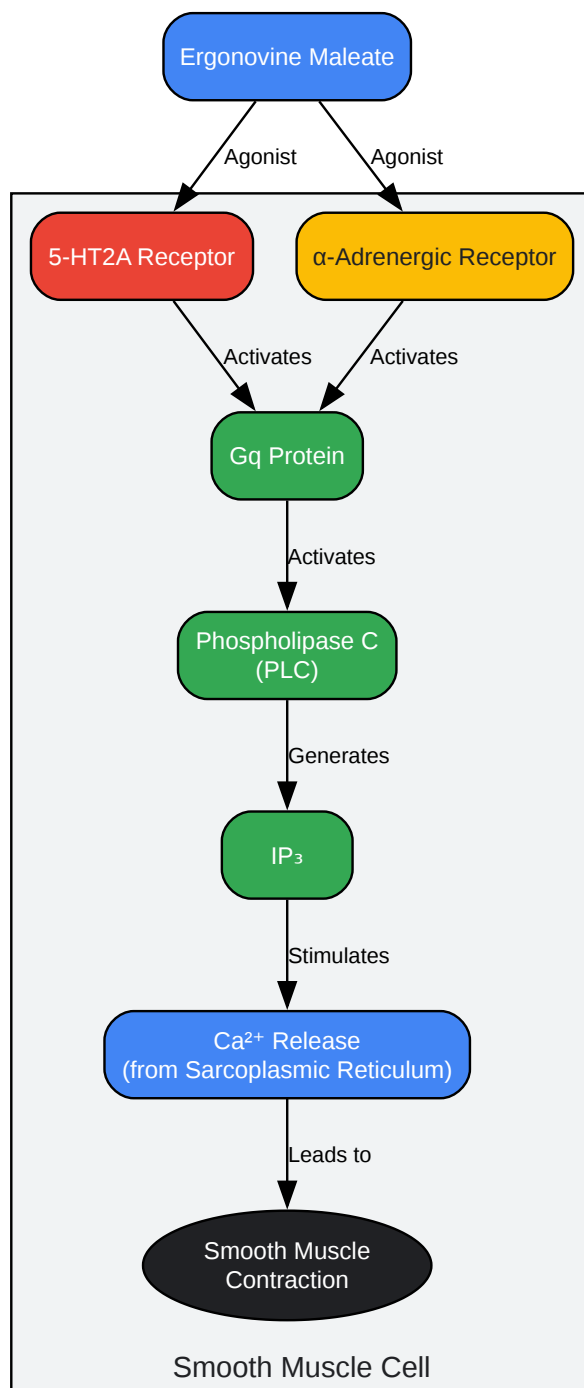 Ergonovine Maleate
Agonist
Agonist
5-HT2A Receptor
α-Adrenergic Receptor
Activates
Activates
Gq Protein
Activates
Phospholipase C
(PLC)
Generates
IP₃
Stimulates
Ca²⁺ Release
(from Sarcoplasmic Reticulum)
Leads to
Smooth Muscle
Contraction
Smooth Muscle Cell